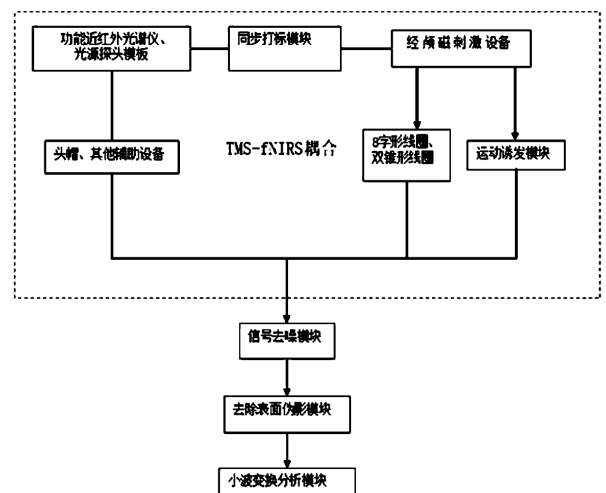 功能近红外光谱仪、
光源探头模板
同步打标模块
经颅磁刺激设备
头帽、其他辅助设备
TMS-fNIRS耦合
8字形线圈、
双锥形线圈
运动诱发模块
信号去噪模块
去除表面伪影模块
小波变换分析模块